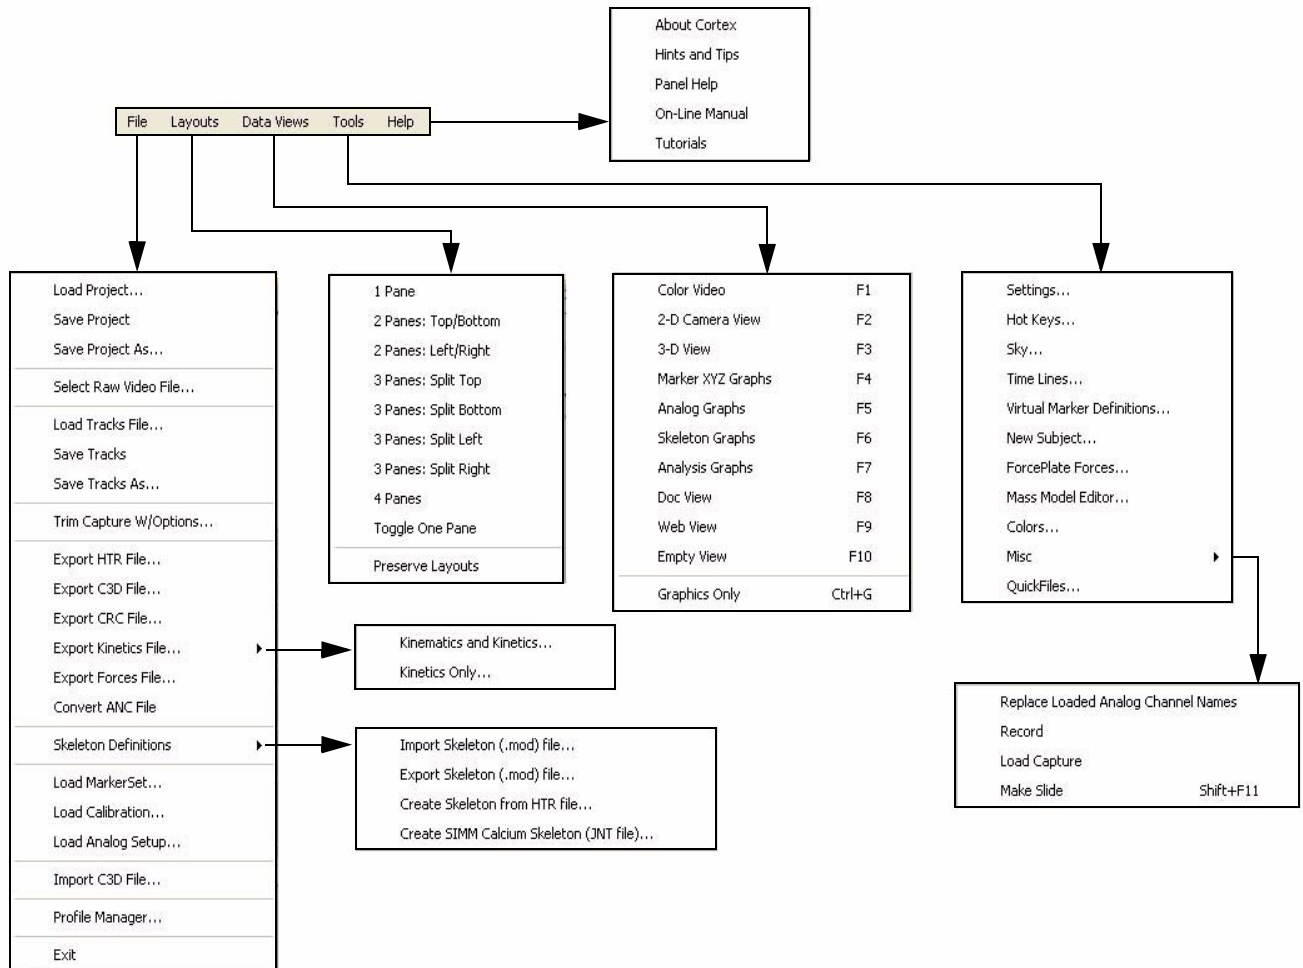 About Cortex
Hints and Tips
Panel Help
On-Line Manual
Tutorials
File Layouts Data Views Tools Help
Load Project...
Save Project
Save Project As...
Select Raw Video File...
Load Tracks File...
Save Tracks
Save Tracks As...
Trim Capture W/Options...
Export HTR File...
Export C3D File...
Export CRC File...
Export Kinetics File...
Export Forces File...
Convert ANC File
Skeleton Definitions
Load MarkerSet...
Load Calibration...
Load Analog Setup...
Import C3D File...
Profile Manager...
Exit
1 Pane
2 Panes: Top/Bottom
2 Panes: Left/Right
3 Panes: Split Top
3 Panes: Split Bottom
3 Panes: Split Left
3 Panes: Split Right
4 Panes
Toggle One Pane
Preserve Layouts
Kinematics and Kinetics...
Kinetics Only...
Import Skeleton (.mod) file...
Export Skeleton (.mod) file...
Create Skeleton from HTR file...
Create SIMM Calcium Skeleton (JNT file)...
Color Video F1
2-D Camera View F2
3-D View F3
Marker XYZ Graphs F4
Analog Graphs F5
Skeleton Graphs F6
Analysis Graphs F7
Doc View F8
Web View F9
Empty View F10
Graphics Only Ctrl+G
Settings...
Hot Keys...
Sky...
Time Lines...
Virtual Marker Definitions...
New Subject...
ForcePlate Forces...
Mass Model Editor...
Colors...
Misc
QuickFiles...
Replace Loaded Analog Channel Names
Record
Load Capture
Make Slide Shift+F11